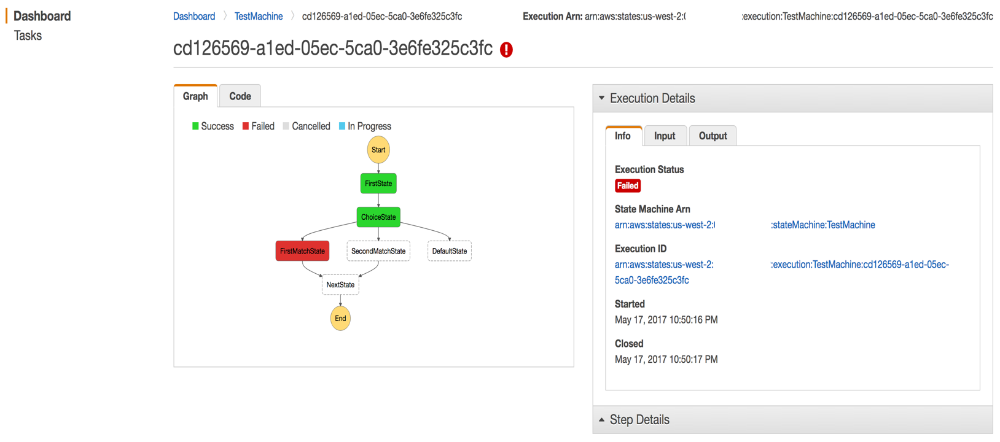 Dashboard
Tasks
Dashboard TestMachine cd126569-a1ed-05ec-5ca0-3e6fe325c3fc
Execution Arn: arn:aws:states:us-west-2: :execution:TestMachine:cd126569-a1ed-05ec-5ca0-3e6fe325c3fc
cd126569-a1ed-05ec-5ca0-3e6fe325c3fc
Graph Code
Success Failed Cancelled In Progress
Start
FirstState
ChoiceState
FirstMatchState SecondMatchState DefaultState
NextState
End
Execution Details
Info Input Output
Execution Status
Failed
State Machine Arn
arn:aws:states:us-west-2: :stateMachine:TestMachine
Execution ID
arn:aws:states:us-west-2: :execution:TestMachine:cd126569-a1ed-05ec-
5ca0-3e6fe325c3fc
Started
May 17, 2017 10:50:16 PM
Closed
May 17, 2017 10:50:17 PM
Step Details